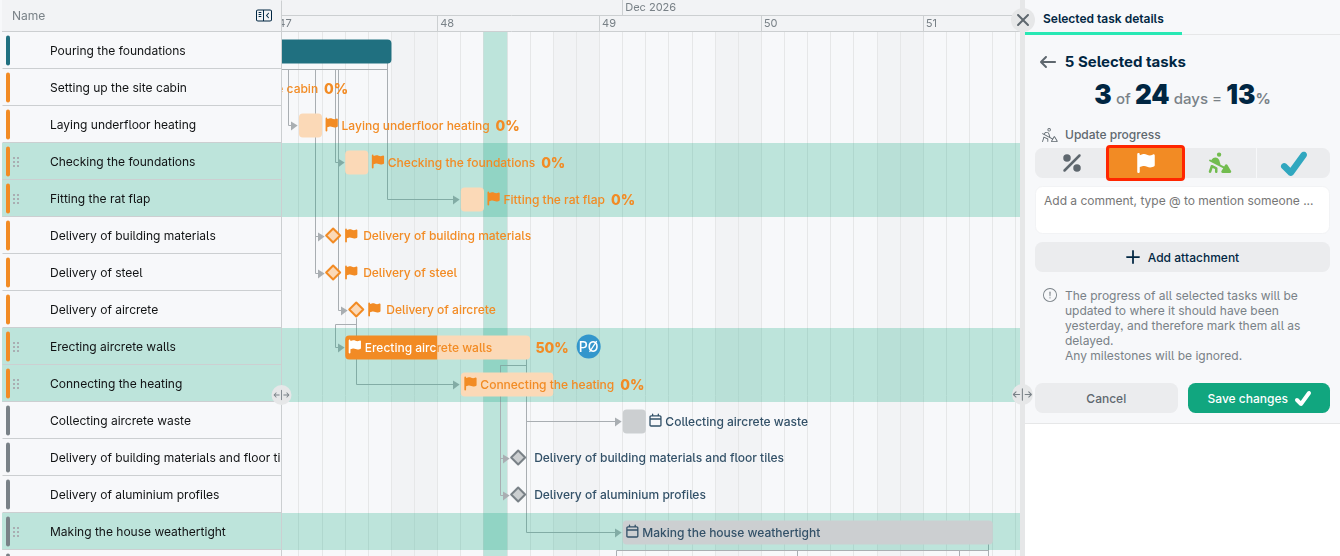 Name
Dec 2026
47
48
49
50
51
Pouring the foundations
Setting up the site cabin
cabin 0%
Laying underfloor heating
Laying underfloor heating 0%
Checking the foundations
Checking the foundations 0%
Fitting the rat flap
Fitting the rat flap 0%
Delivery of building materials
Delivery of building materials
Delivery of steel
Delivery of steel
Delivery of aircrete
Delivery of aircrete
Erecting aircrete walls
Erecting aircrete walls 50% PØ
Connecting the heating
Connecting the heating 0%
Collecting aircrete waste
Collecting aircrete waste
Delivery of building materials and floor ti
Delivery of building materials and floor tiles
Delivery of aluminium profiles
Delivery of aluminium profiles
Making the house weathertight
Making the house weathertight
Selected task details
5 Selected tasks
3 of 24 days = 13%
Update progress
Add a comment, type @ to mention someone ...
Add attachment
The progress of all selected tasks will be
updated to where it should have been
yesterday, and therefore mark them all as
delayed.
Any milestones will be ignored.
Cancel
Save changes